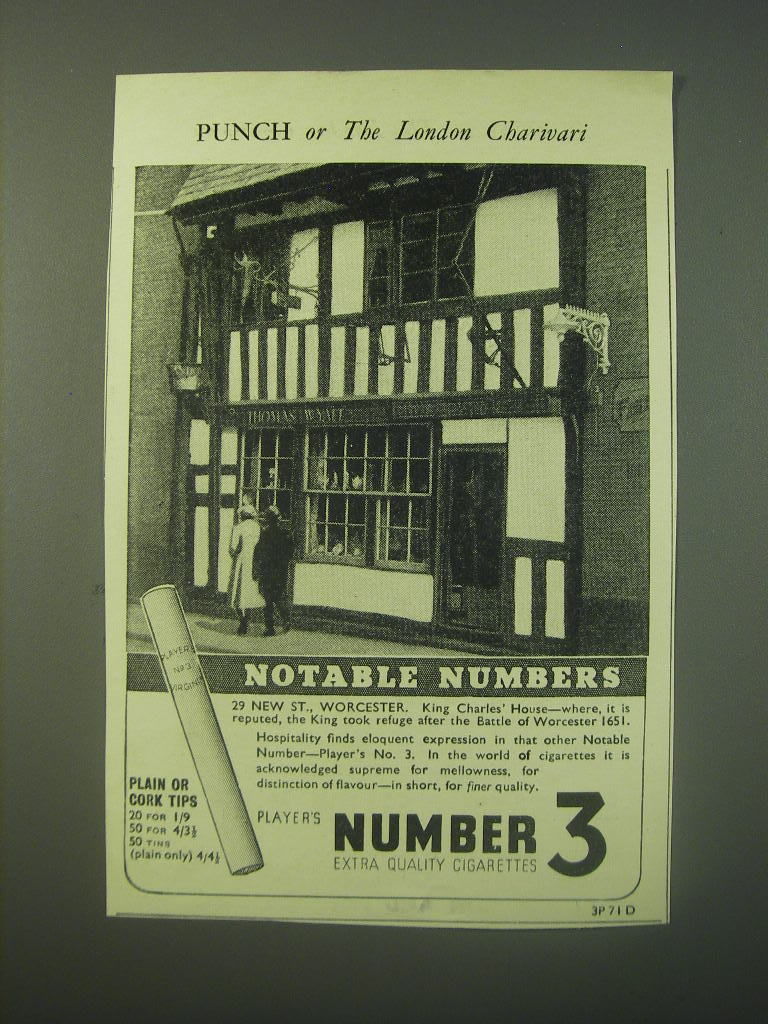 PUNCH or The London Charivari
THOMAS WYATT
PLAYER'S
No 3
VIRGINIA
NOTABLE NUMBERS
29 NEW ST., WORCESTER. King Charles' House—where, it is
reputed, the King took refuge after the Battle of Worcester 1651.
Hospitality finds eloquent expression in that other Notable
Number—Player's No. 3. In the world of cigarettes it is
acknowledged supreme for mellowness, for
distinction of flavour—in short, for finer quality.
PLAIN OR
CORK TIPS
20 FOR 1/9
50 FOR 4/3½
50 TINS
(plain only) 4/4½
PLAYER'S
NUMBER 3
EXTRA QUALITY CIGARETTES
3P 71 D